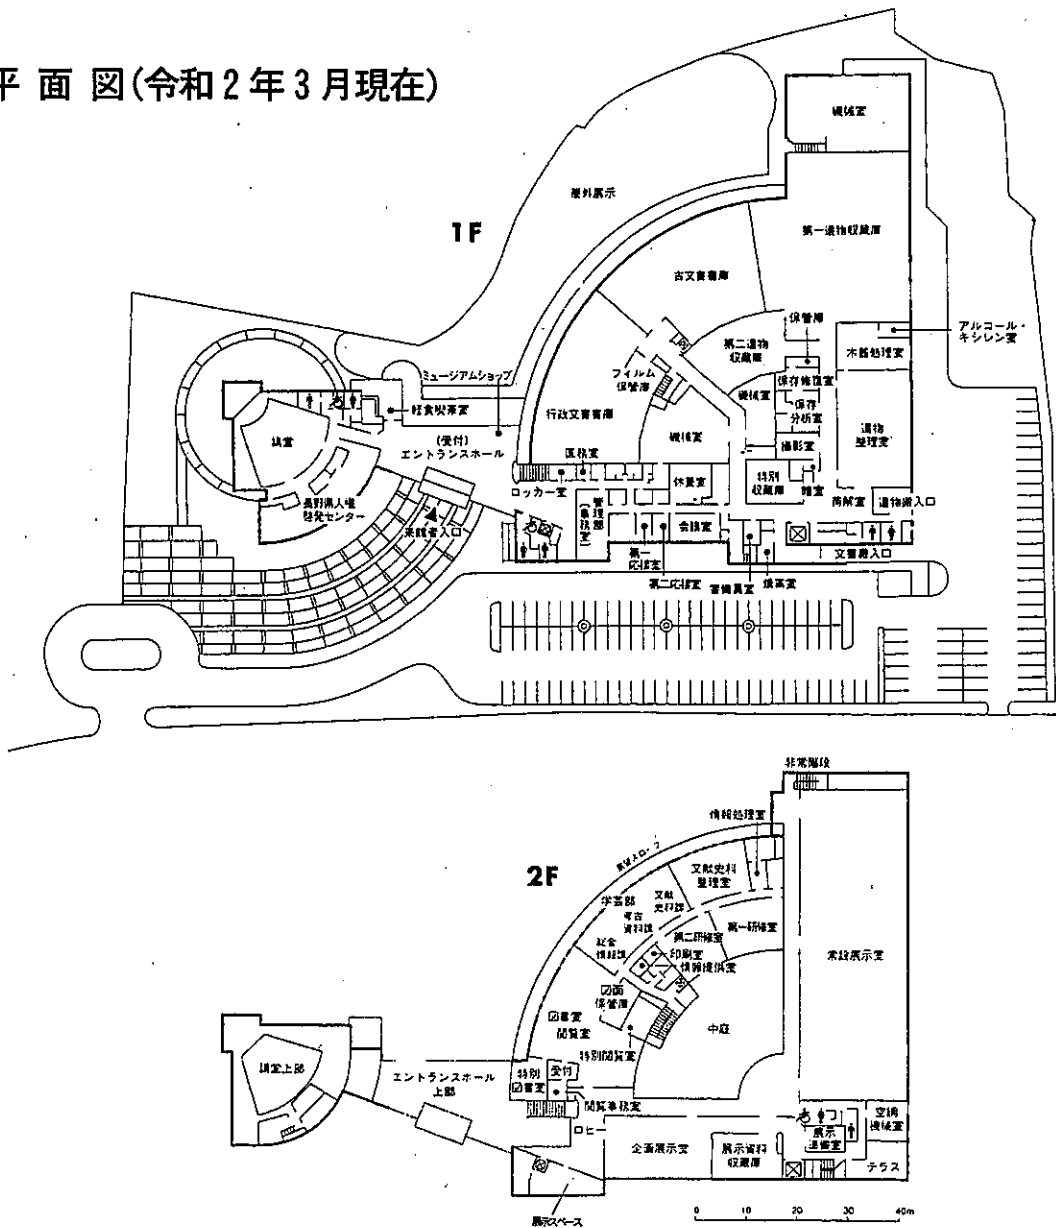 平面図(令和2年3月現在)
1F
機械室
屋外展示
第一遺物収蔵庫
古文書書庫
保管庫
アルコール・
キシレン室
第二遺物
収蔵庫
木器処理室
ミュージアムショップ
フィルム
保管庫
保存修復室
機械室
軽食喫茶室
保存
分析室
行政文書書庫
遺物
整理室
講堂
(受付)
エントランスホール
機械室
撮影室
医務室
休養室
特別
収蔵庫
ロッカー室
長野県人権
啓発センター
管理部
(事務室)
暗室
荷解室
遺物搬入口
来館者入口
会議室
文書搬入口
第一
応接室
第二応接室
警備員室
燻蒸室
非常階段
情報処理室
2F
展望スロープ
文献史料
整理室
学芸部
文献
史料課
考古
資料課
第一研修室
総合
情報課
第二研修室
印刷室
情報提供室
常設展示室
図面
保管庫
図書室
閲覧室
中庭
特別閲覧室
講堂上部
エントランスホール
上部
特別
図書室
受付
閲覧事務室
ロビー
空調
機械室
展示
準備室
企画展示室
展示資料
収蔵庫
テラス
展示スペース
0 10 20 30 40m